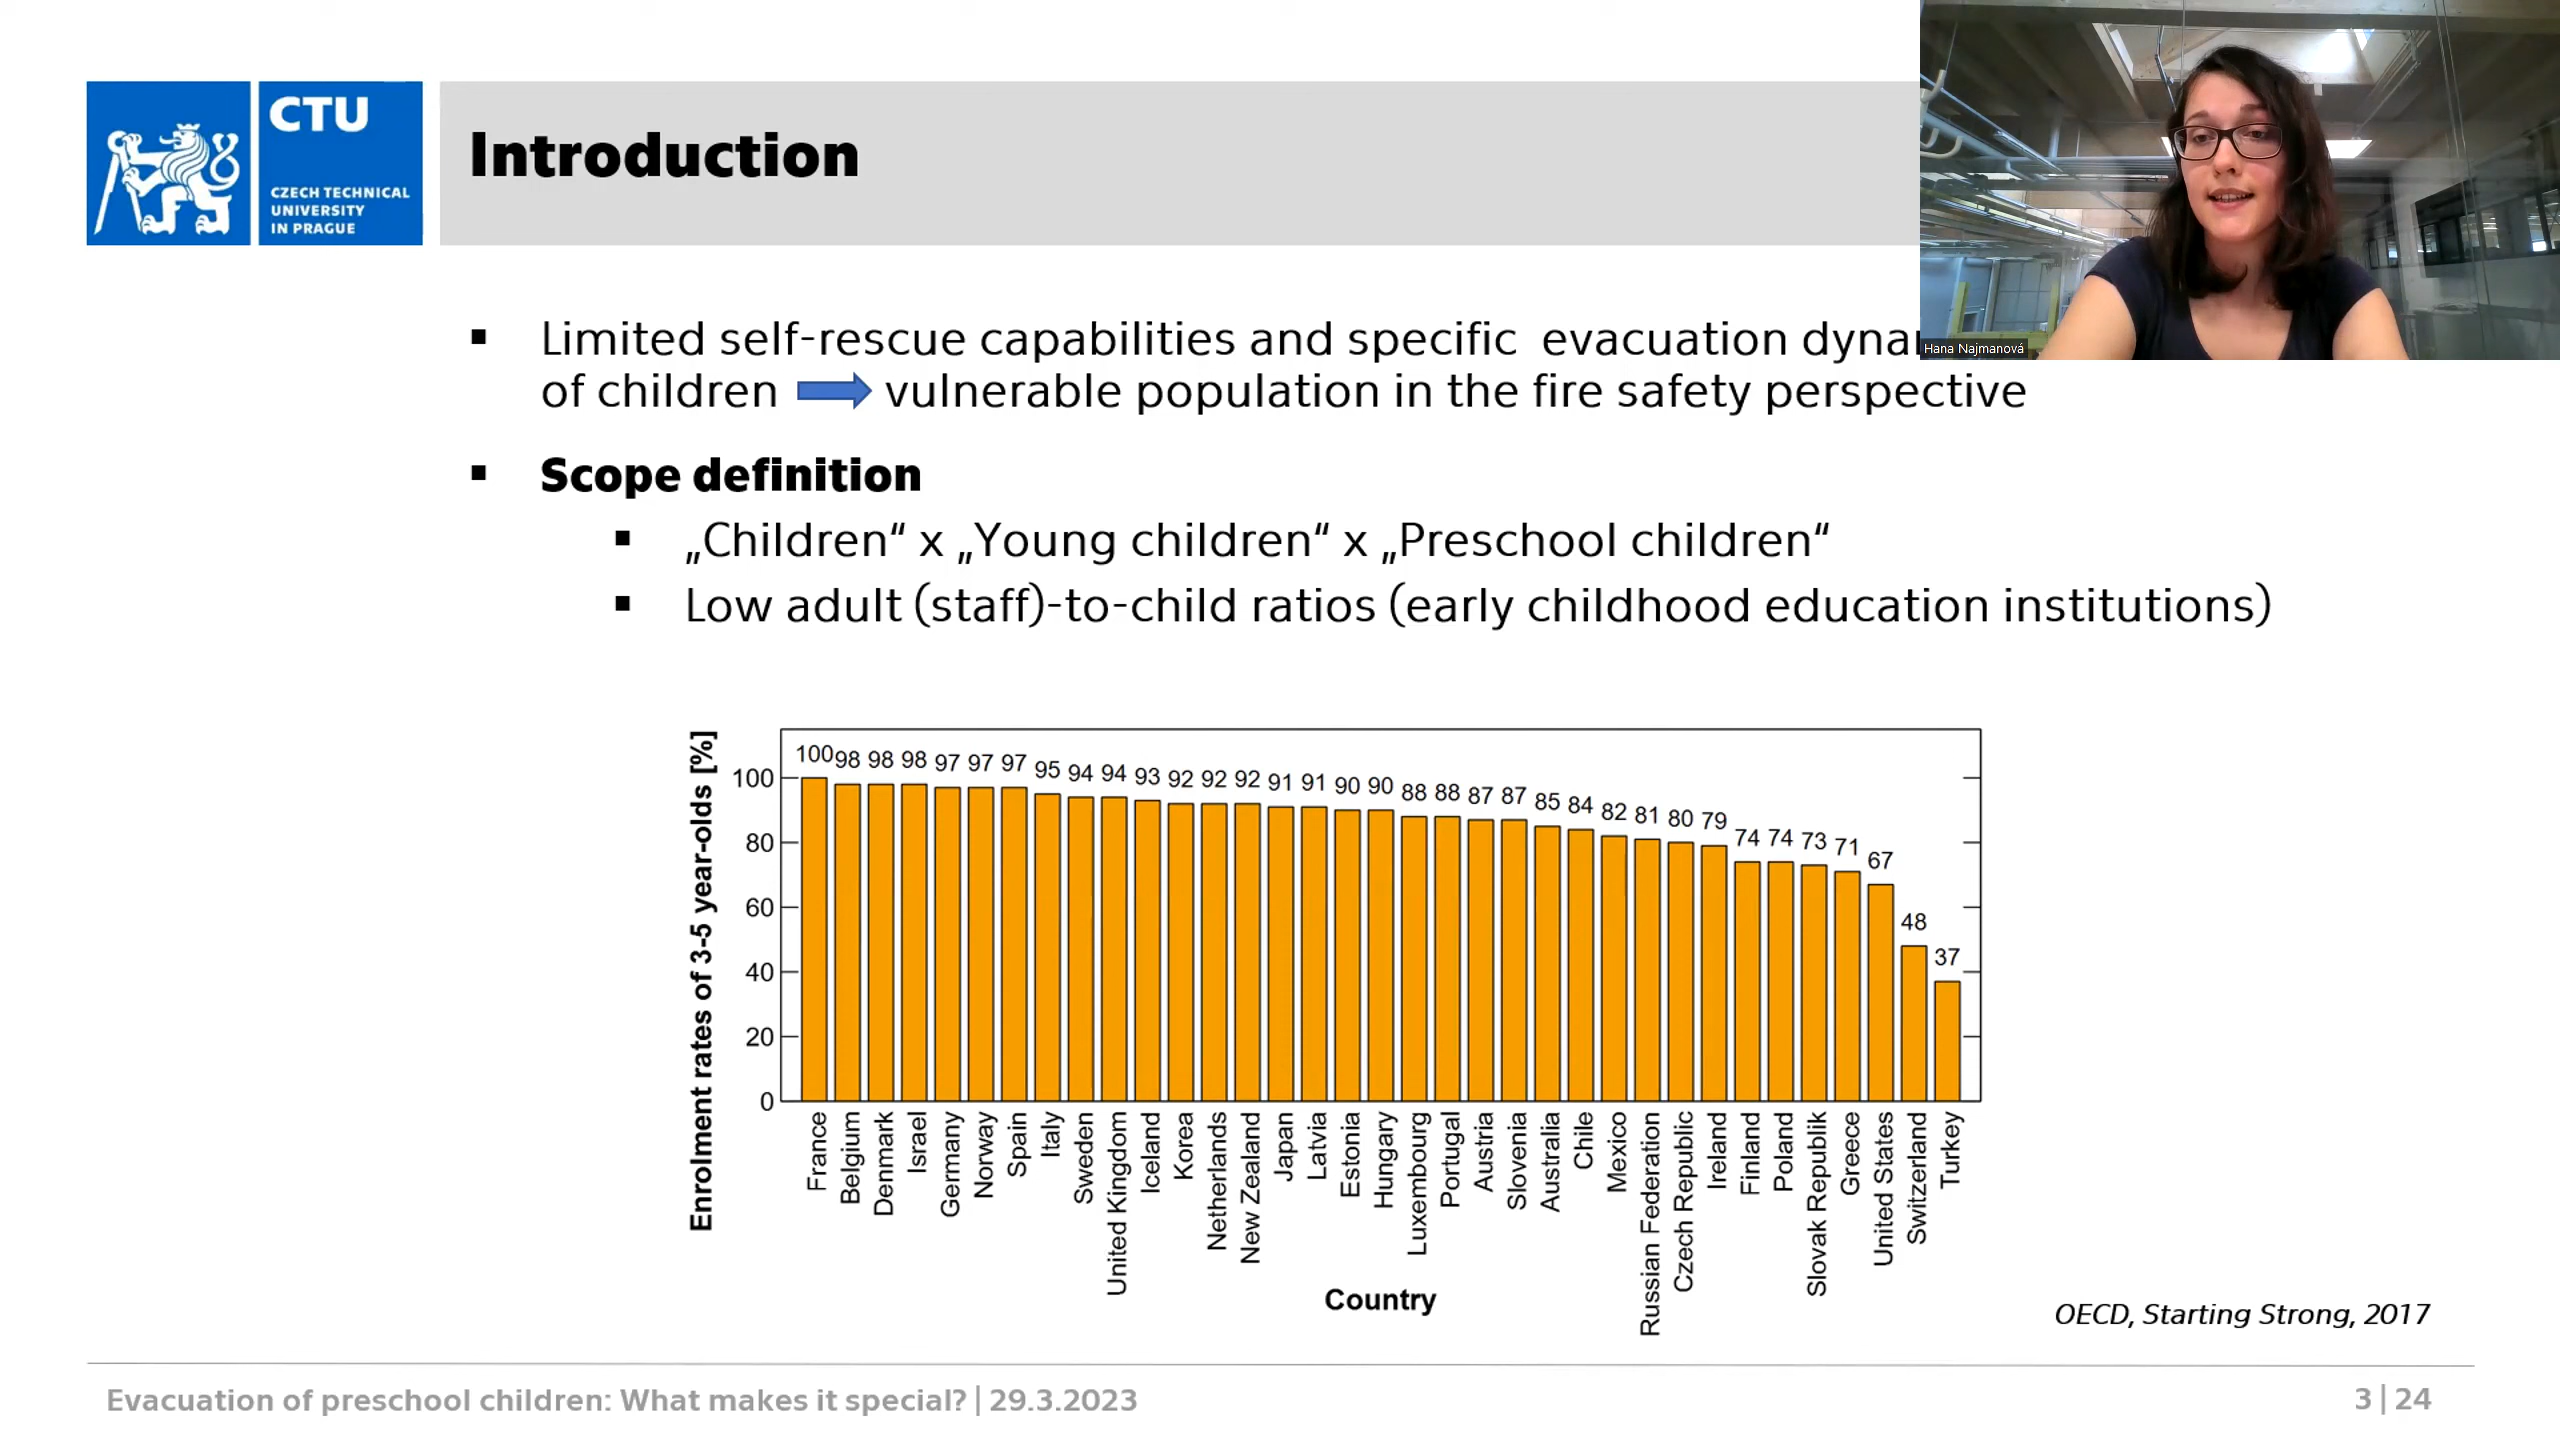 CTU
CZECH TECHNICAL
UNIVERSITY
IN PRAGUE
Introduction
Hana Najmanová
▪ Limited self-rescue capabilities and specific evacuation dynam
of children vulnerable population in the fire safety perspective
▪ Scope definition
▪ „Children“ x „Young children“ x „Preschool children“
▪ Low adult (staff)-to-child ratios (early childhood education institutions)
Enrolment rates of 3-5 year-olds [%]
100
80
60
40
20
0
100 98 98 98 97 97 97 95 94 94 93 92 92 92 91 91 90 90 88 88 87 87 85 84 82 81 80 79 74 74 73 71 67 48 37
France
Belgium
Denmark
Israel
Germany
Norway
Spain
Italy
Sweden
United Kingdom
Iceland
Korea
Netherlands
New Zealand
Japan
Latvia
Estonia
Hungary
Luxembourg
Portugal
Austria
Slovenia
Australia
Chile
Mexico
Russian Federation
Czech Republic
Ireland
Finland
Poland
Slovak Republik
Greece
United States
Switzerland
Turkey
Country
OECD, Starting Strong, 2017
Evacuation of preschool children: What makes it special? | 29.3.2023
3 | 24